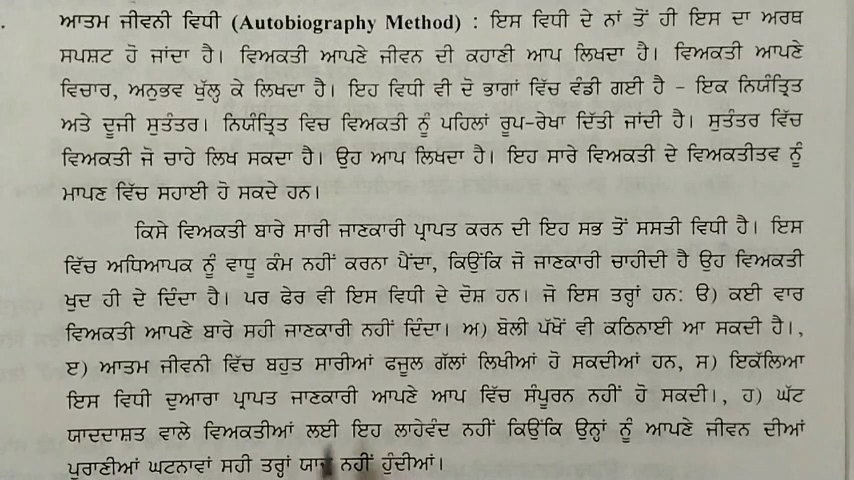 ਆਤਮ ਜੀਵਨੀ ਵਿਧੀ (Autobiography Method) : ਇਸ ਵਿਧੀ ਦੇ ਨਾਂ ਤੋਂ ਹੀ ਇਸ ਦਾ ਅਰਥ
ਸਪਸ਼ਟ ਹੋ ਜਾਂਦਾ ਹੈ। ਵਿਅਕਤੀ ਆਪਣੇ ਜੀਵਨ ਦੀ ਕਹਾਣੀ ਆਪ ਲਿਖਦਾ ਹੈ। ਵਿਅਕਤੀ ਆਪਣੇ
ਵਿਚਾਰ, ਅਨੁਭਵ ਖੁੱਲ੍ਹ ਕੇ ਲਿਖਦਾ ਹੈ। ਇਹ ਵਿਧੀ ਵੀ ਦੋ ਭਾਗਾਂ ਵਿੱਚ ਵੰਡੀ ਗਈ ਹੈ - ਇਕ ਨਿਯੰਤ੍ਰਿਤ
ਅਤੇ ਦੂਜੀ ਸੁਤੰਤਰ। ਨਿਯੰਤ੍ਰਿਤ ਵਿਚ ਵਿਅਕਤੀ ਨੂੰ ਪਹਿਲਾਂ ਰੂਪ-ਰੇਖਾ ਦਿੱਤੀ ਜਾਂਦੀ ਹੈ। ਸੁਤੰਤਰ ਵਿੱਚ
ਵਿਅਕਤੀ ਜੋ ਚਾਹੇ ਲਿਖ ਸਕਦਾ ਹੈ। ਉਹ ਆਪ ਲਿਖਦਾ ਹੈ। ਇਹ ਸਾਰੇ ਵਿਅਕਤੀ ਦੇ ਵਿਅਕਤੀਤਵ ਨੂੰ
ਮਾਪਣ ਵਿੱਚ ਸਹਾਈ ਹੋ ਸਕਦੇ ਹਨ।
ਕਿਸੇ ਵਿਅਕਤੀ ਬਾਰੇ ਸਾਰੀ ਜਾਣਕਾਰੀ ਪ੍ਰਾਪਤ ਕਰਨ ਦੀ ਇਹ ਸਭ ਤੋਂ ਸਸਤੀ ਵਿਧੀ ਹੈ। ਇਸ
ਵਿੱਚ ਅਧਿਆਪਕ ਨੂੰ ਵਾਧੂ ਕੰਮ ਨਹੀਂ ਕਰਨਾ ਪੈਂਦਾ, ਕਿਉਂਕਿ ਜੋ ਜਾਣਕਾਰੀ ਚਾਹੀਦੀ ਹੈ ਉਹ ਵਿਅਕਤੀ
ਖੁਦ ਹੀ ਦੇ ਦਿੰਦਾ ਹੈ। ਪਰ ਫੇਰ ਵੀ ਇਸ ਵਿਧੀ ਦੇ ਦੋਸ਼ ਹਨ। ਜੋ ਇਸ ਤਰ੍ਹਾਂ ਹਨ: ੳ) ਕਈ ਵਾਰ
ਵਿਅਕਤੀ ਆਪਣੇ ਬਾਰੇ ਸਹੀ ਜਾਣਕਾਰੀ ਨਹੀਂ ਦਿੰਦਾ। ਅ) ਬੋਲੀ ਪੱਖੋਂ ਵੀ ਕਠਿਨਾਈ ਆ ਸਕਦੀ ਹੈ।,
ੲ) ਆਤਮ ਜੀਵਨੀ ਵਿੱਚ ਬਹੁਤ ਸਾਰੀਆਂ ਫਜ਼ੂਲ ਗੱਲਾਂ ਲਿਖੀਆਂ ਹੋ ਸਕਦੀਆਂ ਹਨ, ਸ) ਇਕੱਲਿਆ
ਇਸ ਵਿਧੀ ਦੁਆਰਾ ਪ੍ਰਾਪਤ ਜਾਣਕਾਰੀ ਆਪਣੇ ਆਪ ਵਿੱਚ ਸੰਪੂਰਨ ਨਹੀਂ ਹੋ ਸਕਦੀ।, ਹ) ਘੱਟ
ਯਾਦਦਾਸ਼ਤ ਵਾਲੇ ਵਿਅਕਤੀਆਂ ਲਈ ਇਹ ਲਾਹੇਵੰਦ ਨਹੀਂ ਕਿਉਂਕਿ ਉਨ੍ਹਾਂ ਨੂੰ ਆਪਣੇ ਜੀਵਨ ਦੀਆਂ
ਪੁਰਾਣੀਆਂ ਘਟਨਾਵਾਂ ਸਹੀ ਤਰ੍ਹਾਂ ਯਾਦ ਨਹੀਂ ਹੁੰਦੀਆਂ।